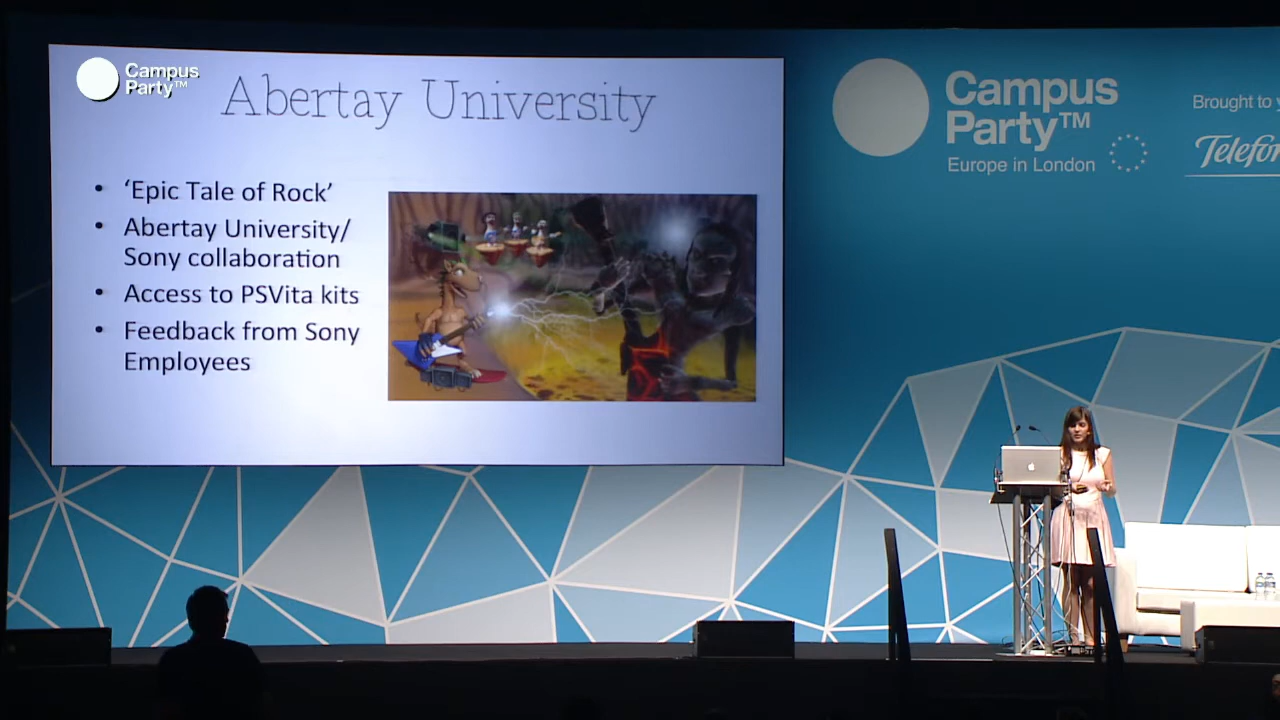 Campus
Party™
Abertay University
• 'Epic Tale of Rock'
• Abertay University/
Sony collaboration
• Access to PSVita kits
• Feedback from Sony
Employees
Campus
Party™
Europe in London
Brought to